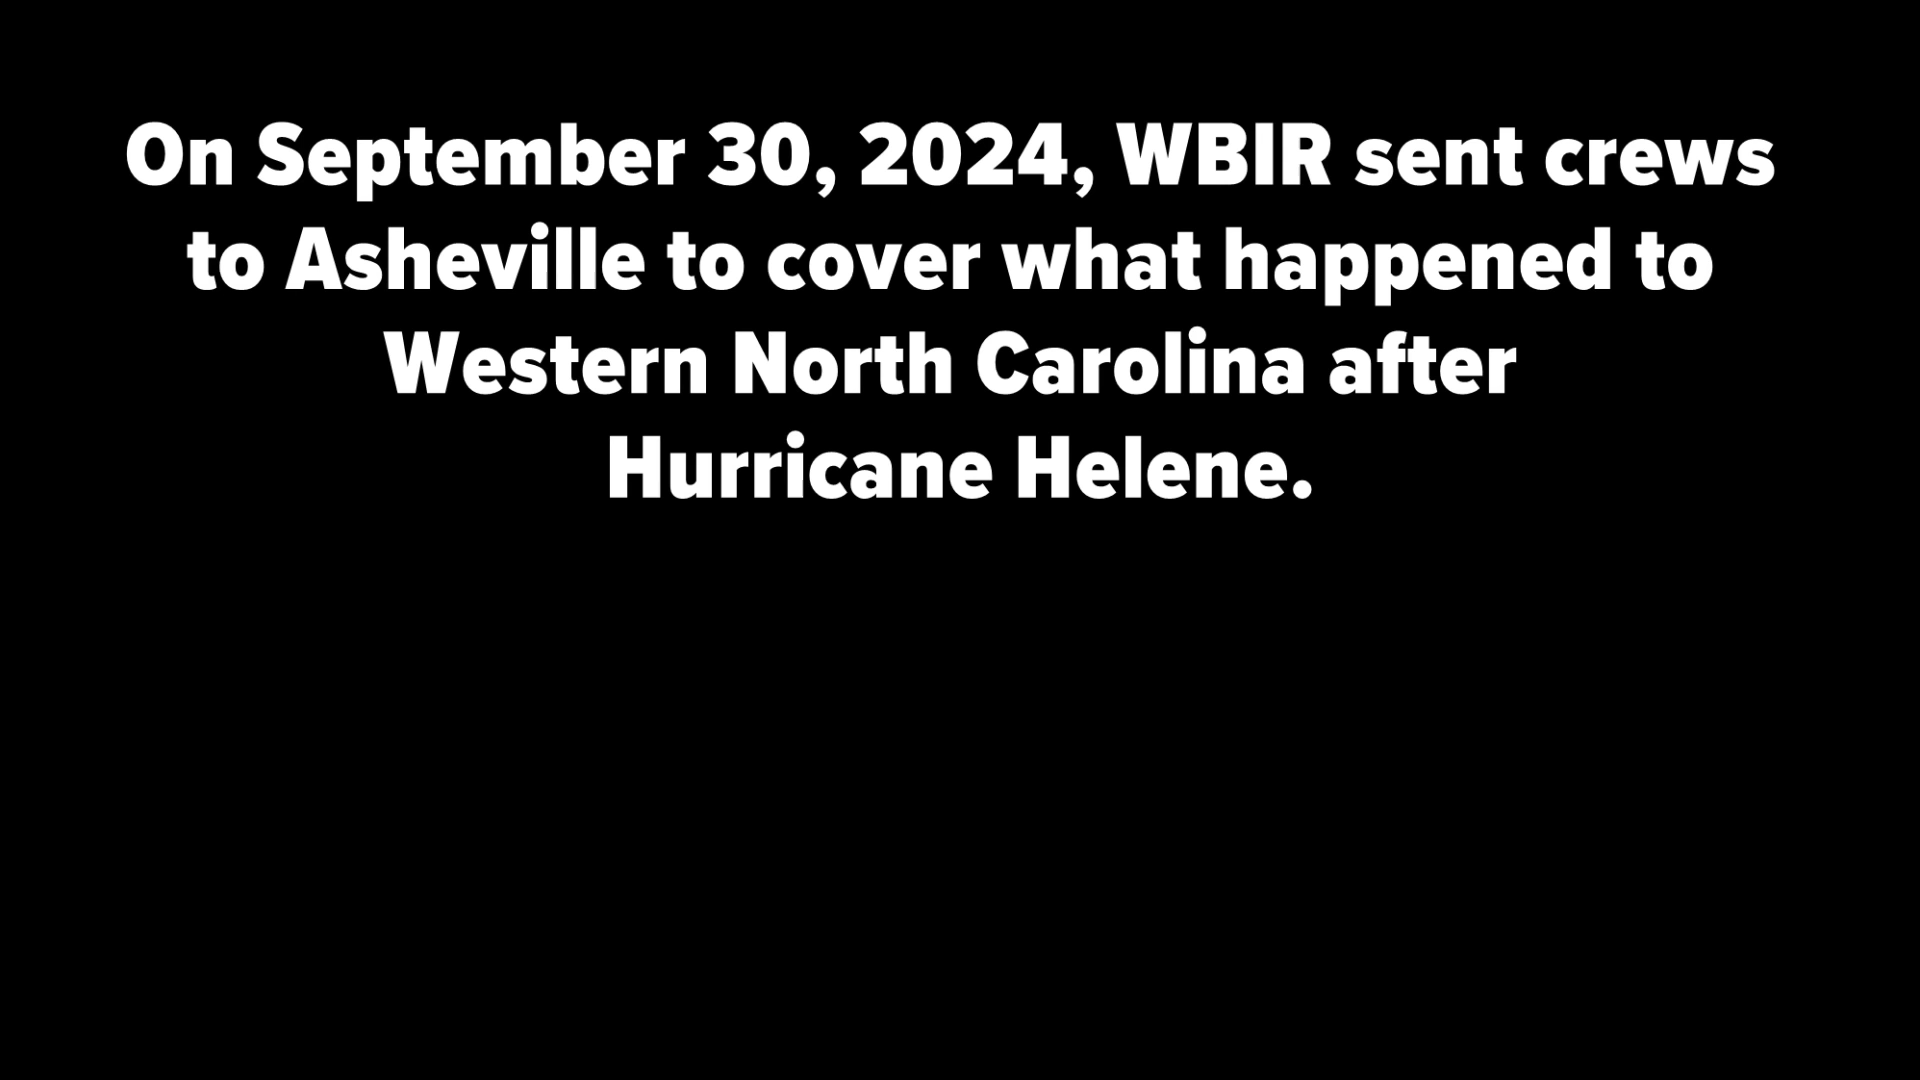 On September 30, 2024, WBIR sent crews
to Asheville to cover what happened to
Western North Carolina after
Hurricane Helene.